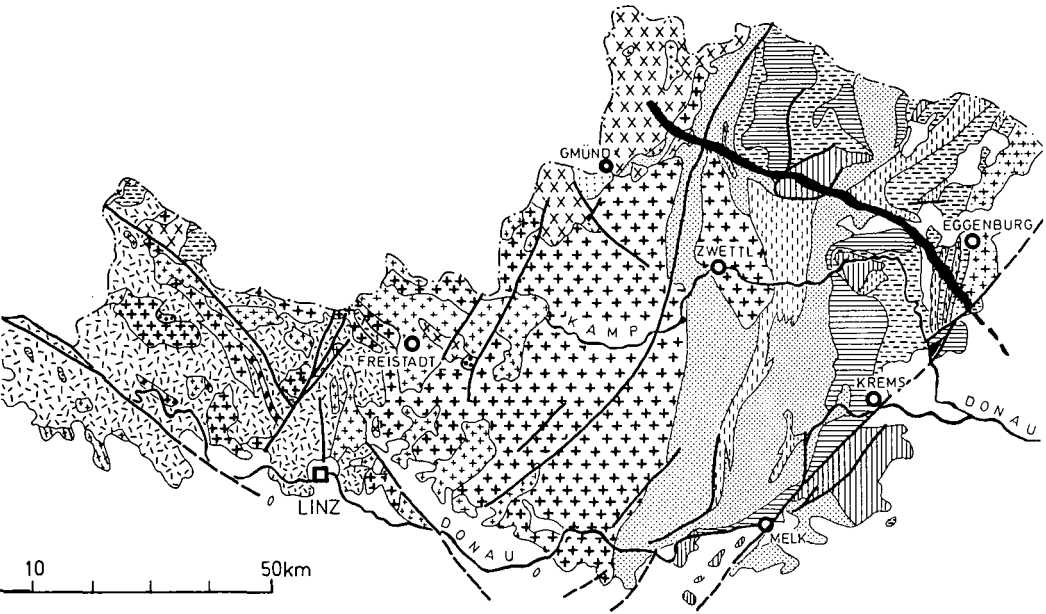 GMÜND
EGGENBURG
ZWETTL
KAMP
FREISTADT
KREMS
DONAU
LINZ
DONAU
MELK
10 50km